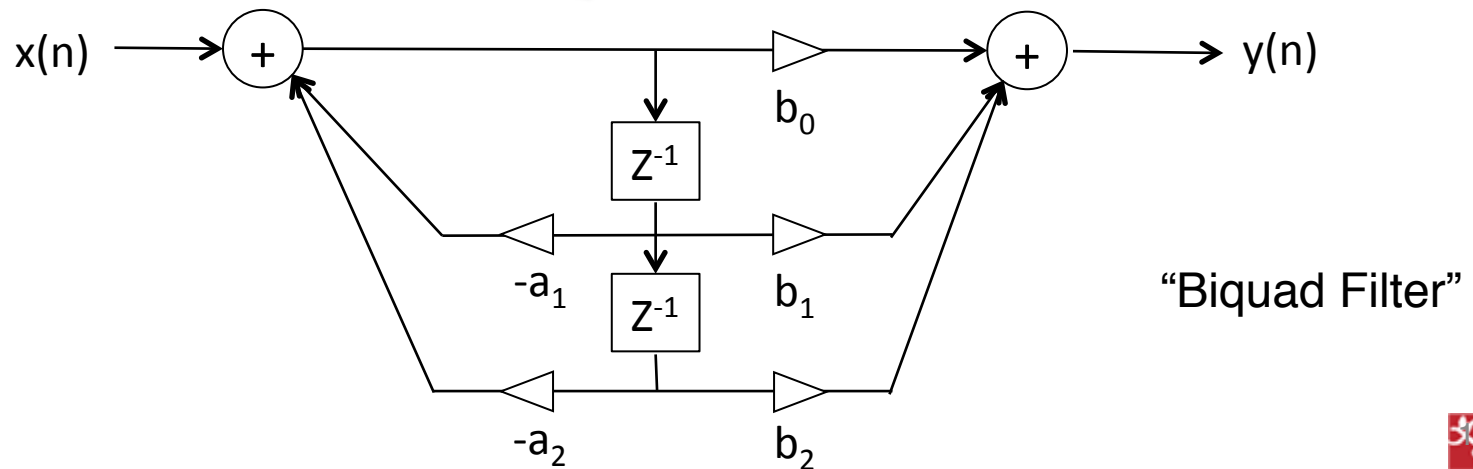 x(n) + b₀ + y(n)
Z⁻¹
-a₁ b₁
Z⁻¹
"Biquad Filter"
-a₂ b₂